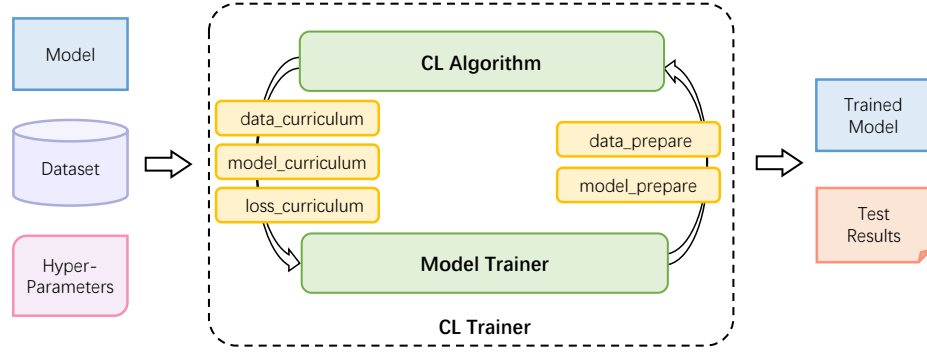 Model
Dataset
Hyper-
Parameters
CL Algorithm
data_curriculum
model_curriculum
loss_curriculum
data_prepare
model_prepare
Model Trainer
CL Trainer
Trained
Model
Test
Results